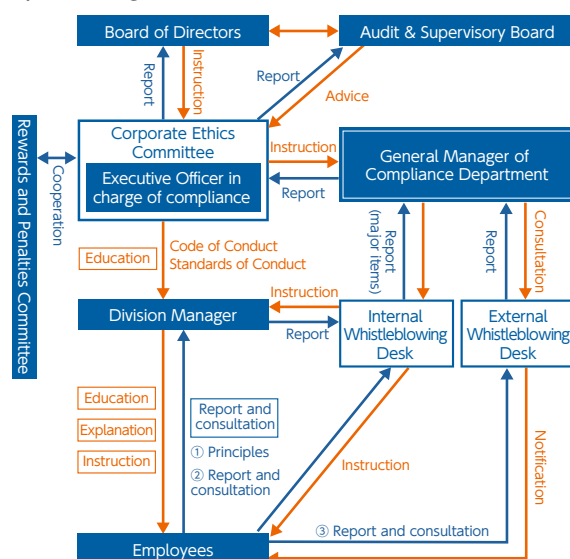 Board of Directors
Audit & Supervisory Board
Report
Instruction
Report
Advice
Rewards and Penalties Committee
Cooperation
Corporate Ethics
Committee
Executive Officer in
charge of compliance
Instruction
Report
General Manager of
Compliance Department
Education
Code of Conduct
Standards of Conduct
Report
(major items)
Report
Consultation
Division Manager
Instruction
Report
Internal
Whistleblowing
Desk
External
Whistleblowing
Desk
Education
Explanation
Instruction
Report and
consultation
① Principles
② Report and
consultation
Instruction
Notification
③ Report and consultation
Employees